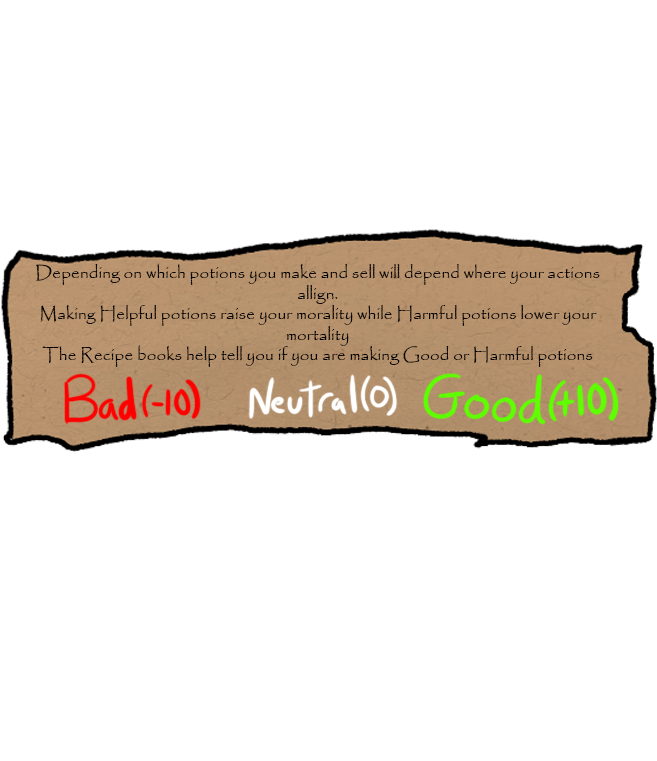 Depending on which potions you make and sell will depend where your actions
allign.
Making Helpful potions raise your morality while Harmful potions lower your
mortality
The Recipe books help tell you if you are making Good or Harmful potions
Bad(-10) Neutral(0) Good(+10)